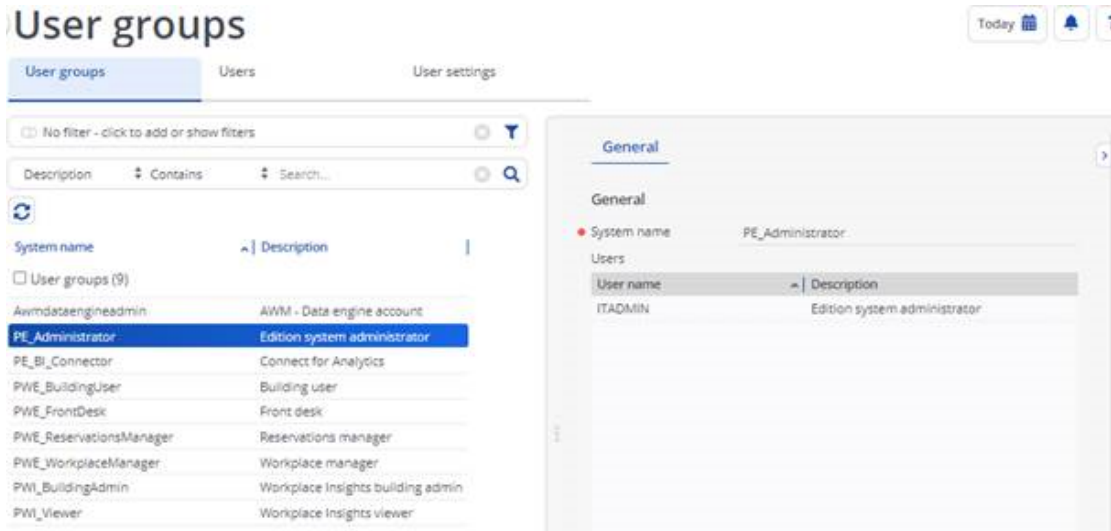 User groups
Today
User groups Users User settings
No filter - click to add or show filters
Description Contains Search...
System name Description
User groups (9)
Awmdataengineadmin AWM - Data engine account
PE_Administrator Edition system administrator
PE_BI_Connector Connect for Analytics
PWE_BuildingUser Building user
PWE_FrontDesk Front desk
PWE_ReservationsManager Reservations manager
PWE_WorkplaceManager Workplace manager
PWI_BuildingAdmin Workplace Insights building admin
PWI_Viewer Workplace Insights viewer
General
General
System name PE_Administrator
Users
User name Description
ITADMIN Edition system administrator